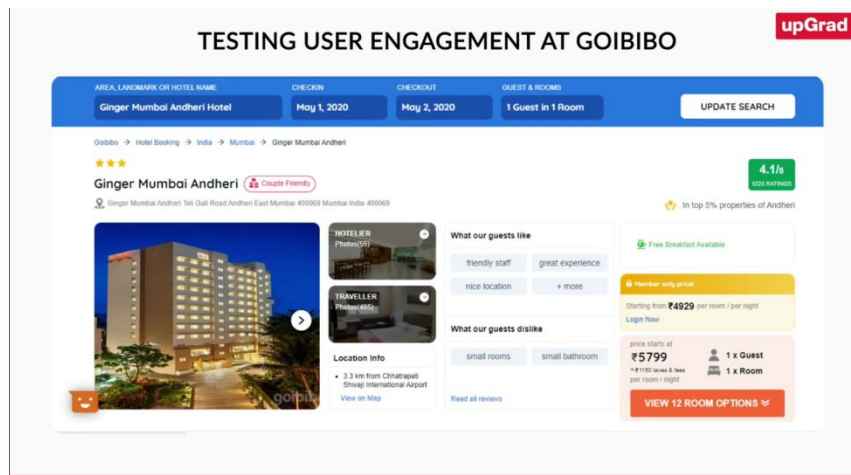 upGrad
TESTING USER ENGAGEMENT AT GOIBIBO
AREA, LANDMARK OR HOTEL NAME
CHECKIN
CHECKOUT
GUEST & ROOMS
Ginger Mumbai Andheri Hotel
May 1, 2020
May 2, 2020
1 Guest in 1 Room
UPDATE SEARCH
Goibibo → Hotel Booking → India → Mumbai → Ginger Mumbai Andheri
4.1/5
1223 RATINGS
Ginger Mumbai Andheri
Couple Friendly
Ginger Mumbai Andheri Teli Gali Road Andheri East Mumbai 400069 Mumbai India 400069
In top 5% properties of Andheri
HOTELIER
Photos(55)
TRAVELLER
Photos(495)
Location Info
• 3.3 km from Chhatrapati
Shivaji International Airport
View on Map
goibibo
What our guests like
friendly staff
great experience
nice location
+ more
What our guests dislike
small rooms
small bathroom
Read all reviews
Free Breakfast Available
Member only price!
Starting from ₹4929 per room / per night
Login Now
price starts at
₹5799
+ ₹1150 taxes & fees
per room / night
1 x Guest
1 x Room
VIEW 12 ROOM OPTIONS